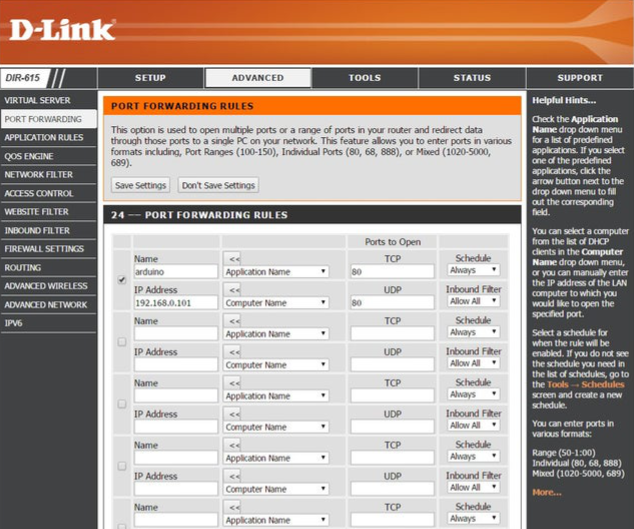 D-Link
DIR-615
SETUP
ADVANCED
TOOLS
STATUS
SUPPORT
VIRTUAL SERVER
PORT FORWARDING
APPLICATION RULES
QOS ENGINE
NETWORK FILTER
ACCESS CONTROL
WEBSITE FILTER
INBOUND FILTER
FIREWALL SETTINGS
ROUTING
ADVANCED WIRELESS
ADVANCED NETWORK
IPV6
PORT FORWARDING RULES
This option is used to open multiple ports or a range of ports in your router and redirect data
through those ports to a single PC on your network. This feature allows you to enter ports in various
formats including, Port Ranges (100-150), Individual Ports (80, 68, 888), or Mixed (1020-5000,
689).
Save Settings
Don't Save Settings
24 -- PORT FORWARDING RULES
Ports to Open
Name
<<
TCP
Schedule
arduino
Application Name
80
Always
IP Address
<<
UDP
Inbound Filter
192.168.0.101
Computer Name
80
Allow All
Name
<<
TCP
Schedule
Application Name
Always
IP Address
<<
UDP
Inbound Filter
Computer Name
Allow All
Name
<<
TCP
Schedule
Application Name
Always
IP Address
<<
UDP
Inbound Filter
Computer Name
Allow All
Name
<<
TCP
Schedule
Application Name
Always
IP Address
<<
UDP
Inbound Filter
Computer Name
Allow All
Name
<<
TCP
Schedule
Application Name
Always
Helpful Hints...
Check the Application
Name drop down menu
for a list of predefined
applications. If you select
one of the predefined
applications, click the
arrow button next to the
drop down menu to fill
out the corresponding
field.
You can select a computer
from the list of DHCP
clients in the Computer
Name drop down menu,
or you can manually enter
the IP address of the LAN
computer to which you
would like to open the
specified port.
Select a schedule for
when the rule will be
enabled. If you do not see
the schedule you need in
the list of schedules, go to
the Tools → Schedules
screen and create a new
schedule.
You can enter ports in
various formats:
Range (50-1:00)
Individual (80, 68, 888)
Mixed (1020-5000, 689)
More...